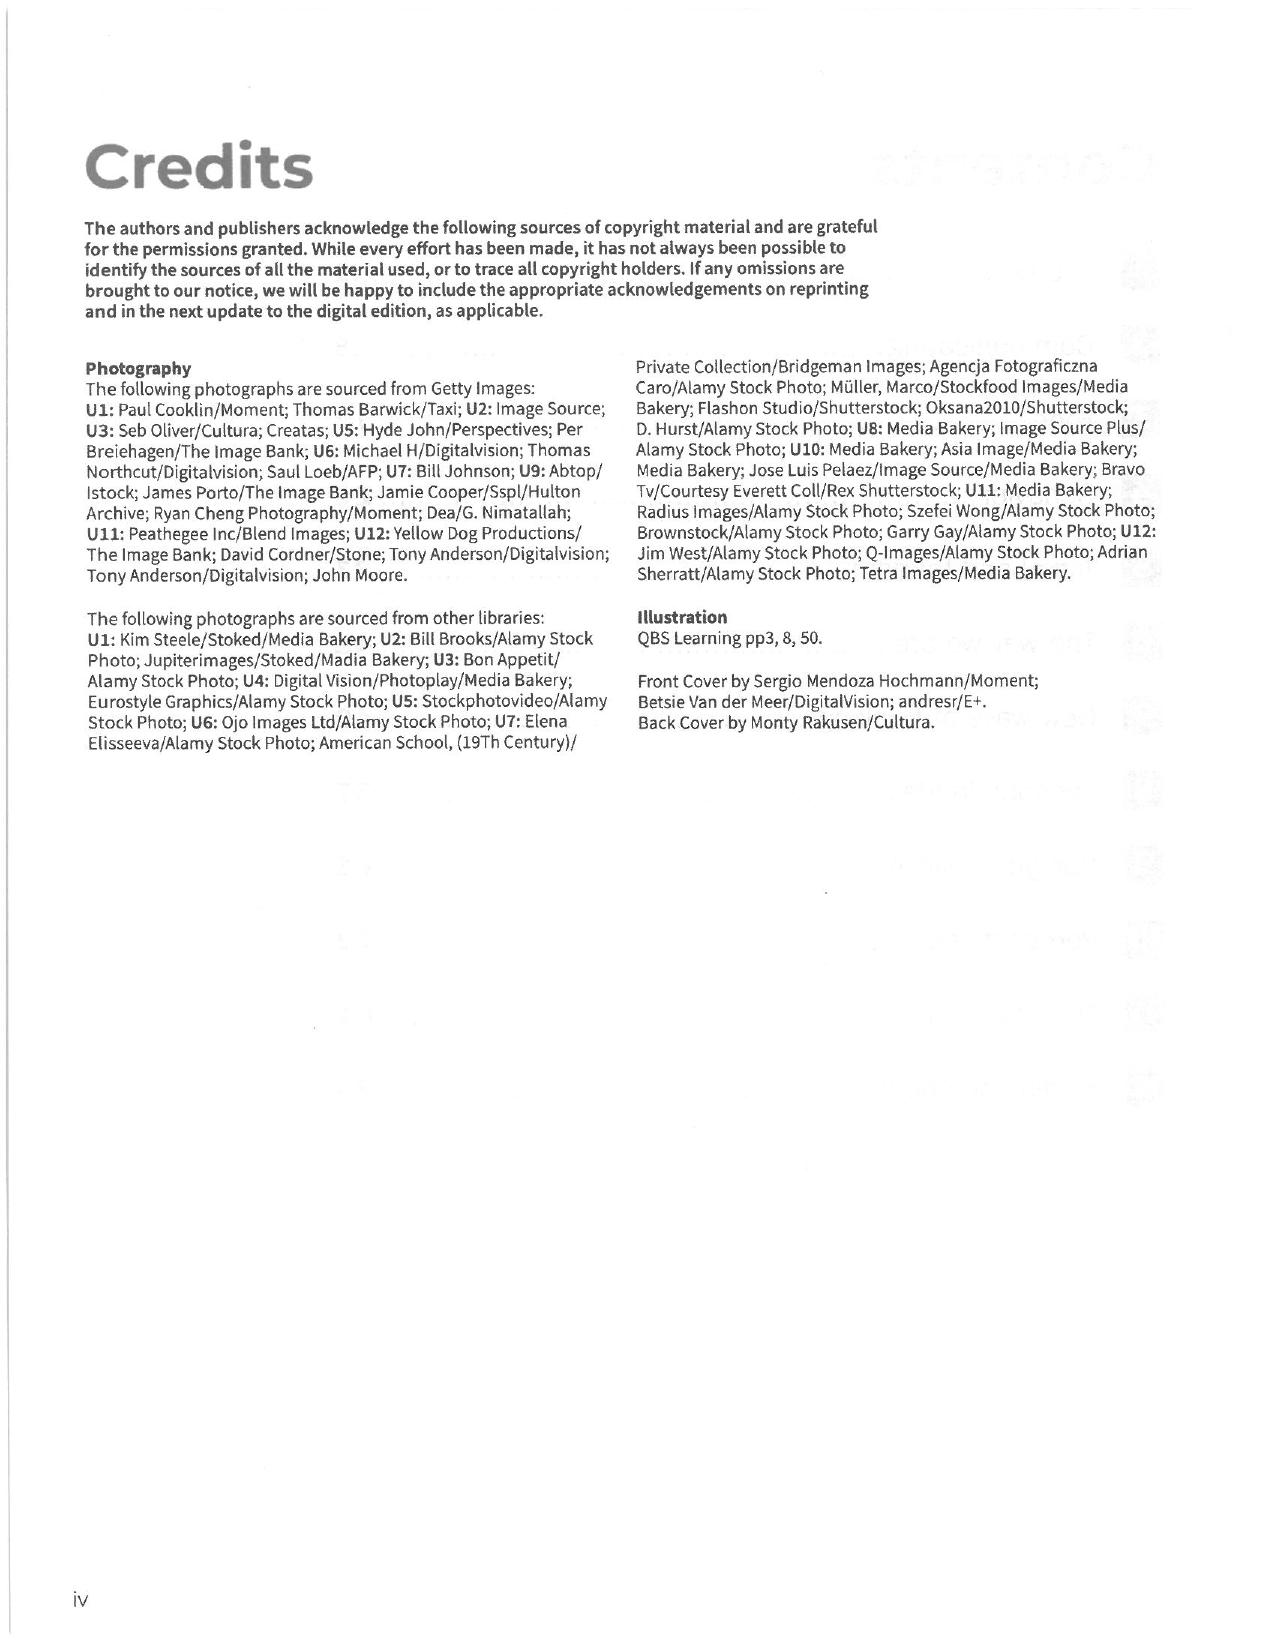 Credits
The authors and publishers acknowledge the following sources of copyright material and are grateful
for the permissions granted. While every effort has been made, it has not always been possible to
identify the sources of all the material used, or to trace all copyright holders. If any omissions are
brought to our notice, we will be happy to include the appropriate acknowledgements on reprinting
and in the next update to the digital edition, as applicable.
Photography
The following photographs are sourced from Getty Images:
U1: Paul Cooklin/Moment; Thomas Barwick/Taxi; U2: Image Source;
U3: Seb Oliver/Cultura; Creatas; U5: Hyde John/Perspectives; Per
Breiehagen/The Image Bank; U6: Michael H/Digitalvision; Thomas
Northcut/Digitalvision; Saul Loeb/AFP; U7: Bill Johnson; U9: Abtop/
Istock; James Porto/The Image Bank; Jamie Cooper/Sspl/Hulton
Archive; Ryan Cheng Photography/Moment; Dea/G. Nimatallah;
U11: Peathegee Inc/Blend Images; U12: Yellow Dog Productions/
The Image Bank; David Cordner/Stone; Tony Anderson/Digitalvision;
Tony Anderson/Digitalvision; John Moore.
The following photographs are sourced from other libraries:
U1: Kim Steele/Stoked/Media Bakery; U2: Bill Brooks/Alamy Stock
Photo; Jupiterimages/Stoked/Madia Bakery; U3: Bon Appetit/
Alamy Stock Photo; U4: Digital Vision/Photoplay/Media Bakery;
Eurostyle Graphics/Alamy Stock Photo; U5: Stockphotovideo/Alamy
Stock Photo; U6: Ojo Images Ltd/Alamy Stock Photo; U7: Elena
Elisseeva/Alamy Stock Photo; American School, (19Th Century)/
Private Collection/Bridgeman Images; Agencja Fotograficzna
Caro/Alamy Stock Photo; Müller, Marco/Stockfood Images/Media
Bakery; Flashon Studio/Shutterstock; Oksana2010/Shutterstock;
D. Hurst/Alamy Stock Photo; U8: Media Bakery; Image Source Plus/
Alamy Stock Photo; U10: Media Bakery; Asia Image/Media Bakery;
Media Bakery; Jose Luis Pelaez/Image Source/Media Bakery; Bravo
Tv/Courtesy Everett Coll/Rex Shutterstock; U11: Media Bakery;
Radius Images/Alamy Stock Photo; Szefei Wong/Alamy Stock Photo;
Brownstock/Alamy Stock Photo; Garry Gay/Alamy Stock Photo; U12:
Jim West/Alamy Stock Photo; Q-Images/Alamy Stock Photo; Adrian
Sherratt/Alamy Stock Photo; Tetra Images/Media Bakery.
Illustration
QBS Learning pp3, 8, 50.
Front Cover by Sergio Mendoza Hochmann/Moment;
Betsie Van der Meer/DigitalVision; andresr/E+.
Back Cover by Monty Rakusen/Cultura.
iv